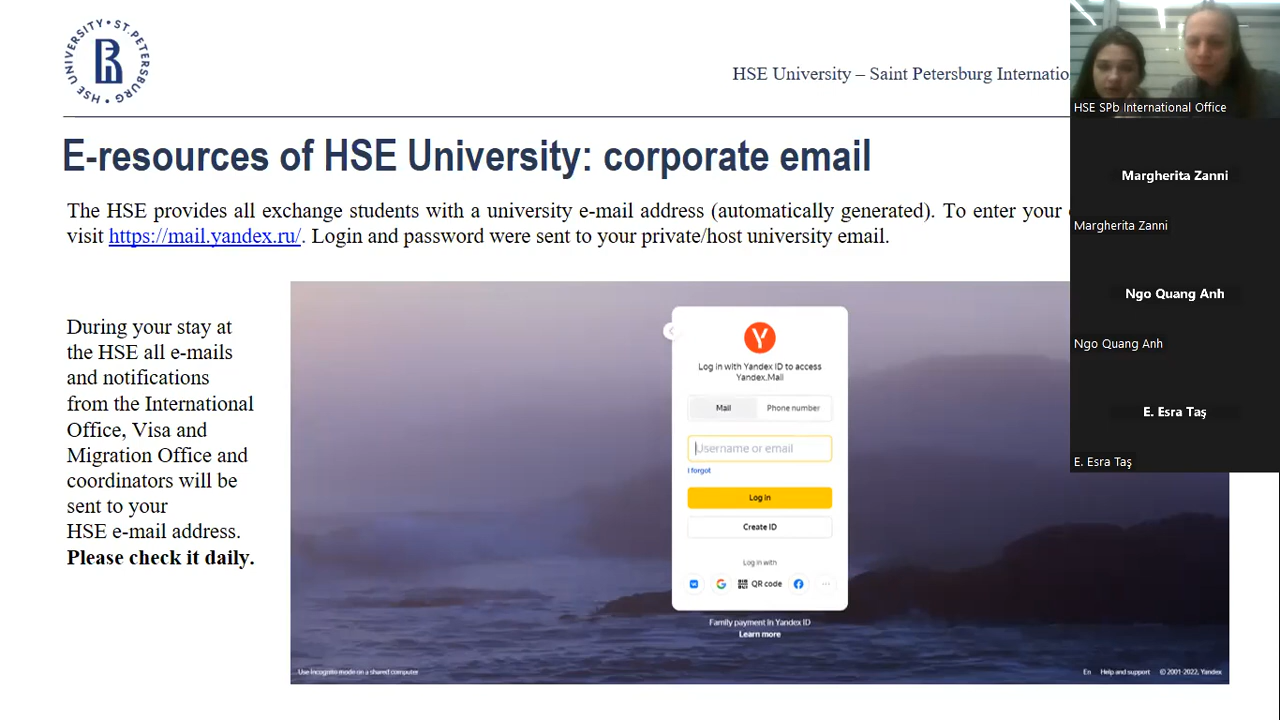 HSE UNIVERSITY • ST.PETERSBURG •
HSE University – Saint Petersburg Internatio
E-resources of HSE University: corporate email
The HSE provides all exchange students with a university e-mail address (automatically generated). To enter your
visit https://mail.yandex.ru/. Login and password were sent to your private/host university email.
During your stay at
the HSE all e-mails
and notifications
from the International
Office, Visa and
Migration Office and
coordinators will be
sent to your
HSE e-mail address.
Please check it daily.
Y
Log in with Yandex ID to access
Yandex.Mail
Mail Phone number
Username or email
I forgot
Log in
Create ID
Log in with
QR code
Family payment in Yandex ID
Learn more
Use Incognito mode on a shared computer
En Help and support © 2001-2022, Yandex
HSE SPb International Office
Margherita Zanni
Margherita Zanni
Ngo Quang Anh
Ngo Quang Anh
E. Esra Taş
E. Esra Taş